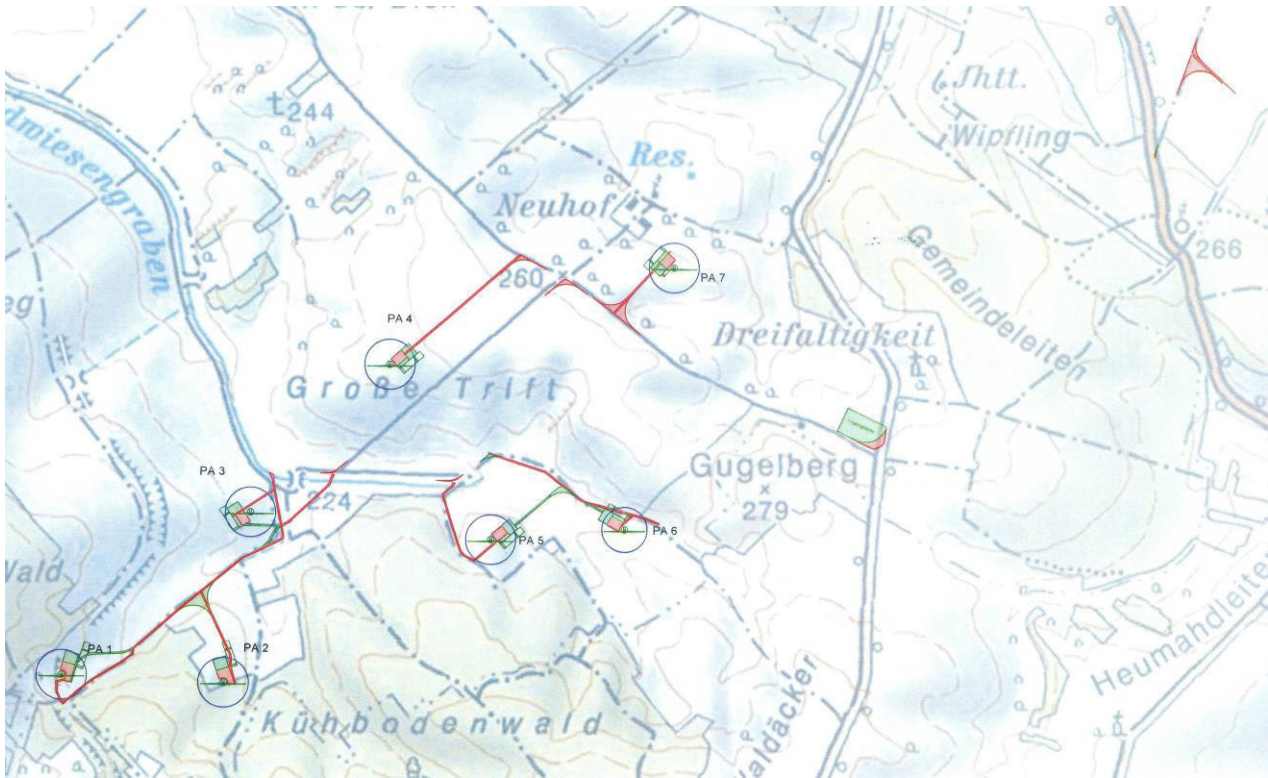 244
Jhtt.
Wipfling
Res.
Neuhof
266
Gemeindeleiten
260
PA 7
PA 4
Dreifaltigkeit
Große Trift
Lagerfläche
PA 3
Gugelberg
224
279
PA 5
PA 6
PA 1
PA 2
Heumahdleite
Kühbodenwald